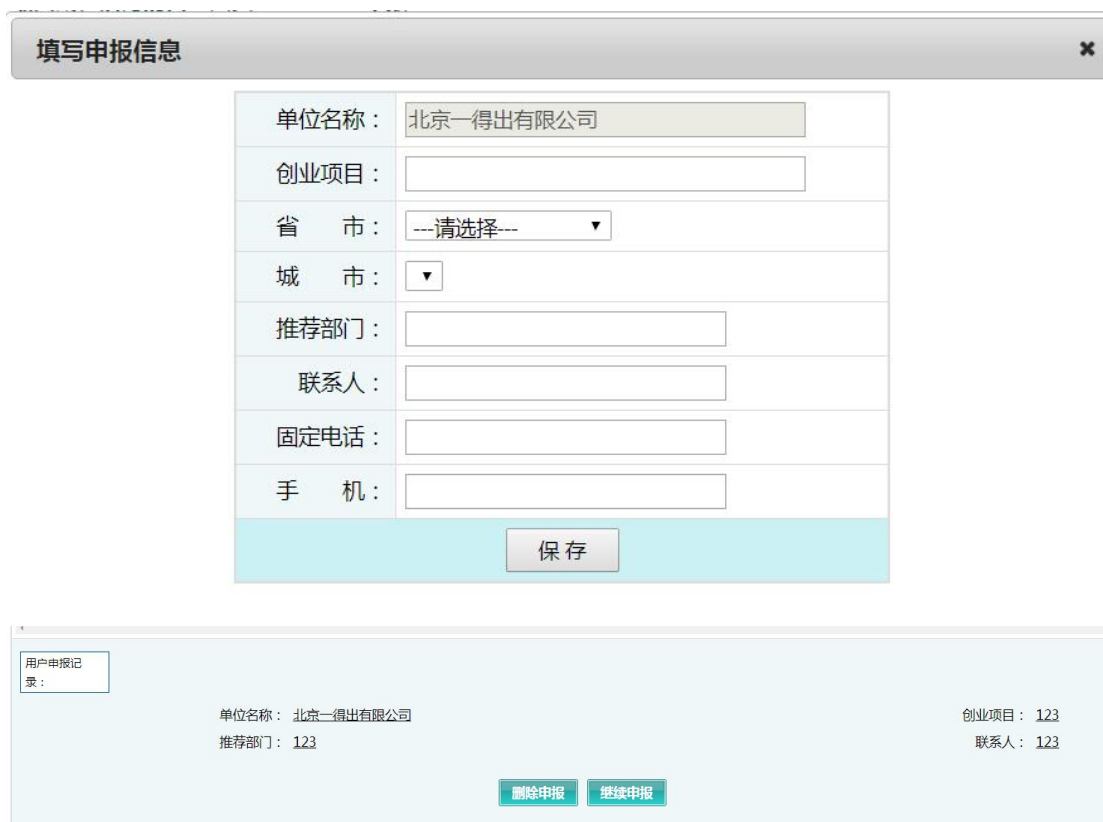 填写申报信息
单位名称： 北京一得出有限公司
创业项目：
省 市： ---请选择---
城 市：
推荐部门：
联系人：
固定电话：
手 机：
保 存
用户申报记
录：
单位名称： 北京一得出有限公司 创业项目： 123
推荐部门： 123 联系人： 123
删除申报 继续申报